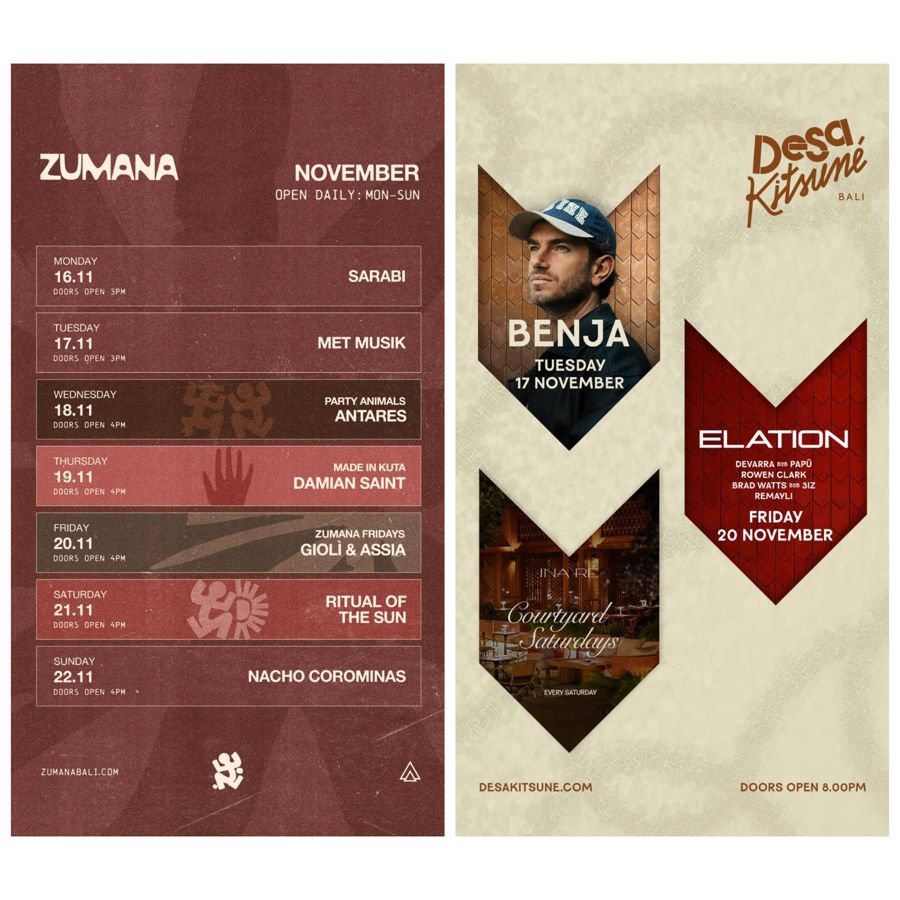 ZUMANA
NOVEMBER
OPEN DAILY: MON-SUN
MONDAY
16.11
DOORS OPEN 3PM
SARABI
TUESDAY
17.11
DOORS OPEN 3PM
MET MUSIK
WEDNESDAY
18.11
DOORS OPEN 4PM
PARTY ANIMALS
ANTARES
THURSDAY
19.11
DOORS OPEN 4PM
MADE IN KUTA
DAMIAN SAINT
FRIDAY
20.11
DOORS OPEN 4PM
ZUMANA FRIDAYS
GIOLÌ & ASSIA
SATURDAY
21.11
DOORS OPEN 4PM
RITUAL OF
THE SUN
SUNDAY
22.11
DOORS OPEN 4PM
NACHO COROMINAS
ZUMANABALI.COM
Desa
Kitsuné
BALI
BENJA
TUESDAY
17 NOVEMBER
ELATION
DEVARRA B2B PAPÜ
ROWEN CLARK
BRAD WATTS B2B 3IZ
REMAYLI
FRIDAY
20 NOVEMBER
INA RÉ
Courtyard
Saturdays
EVERY SATURDAY
DESAKITSUNE.COM
DOORS OPEN 8.00PM